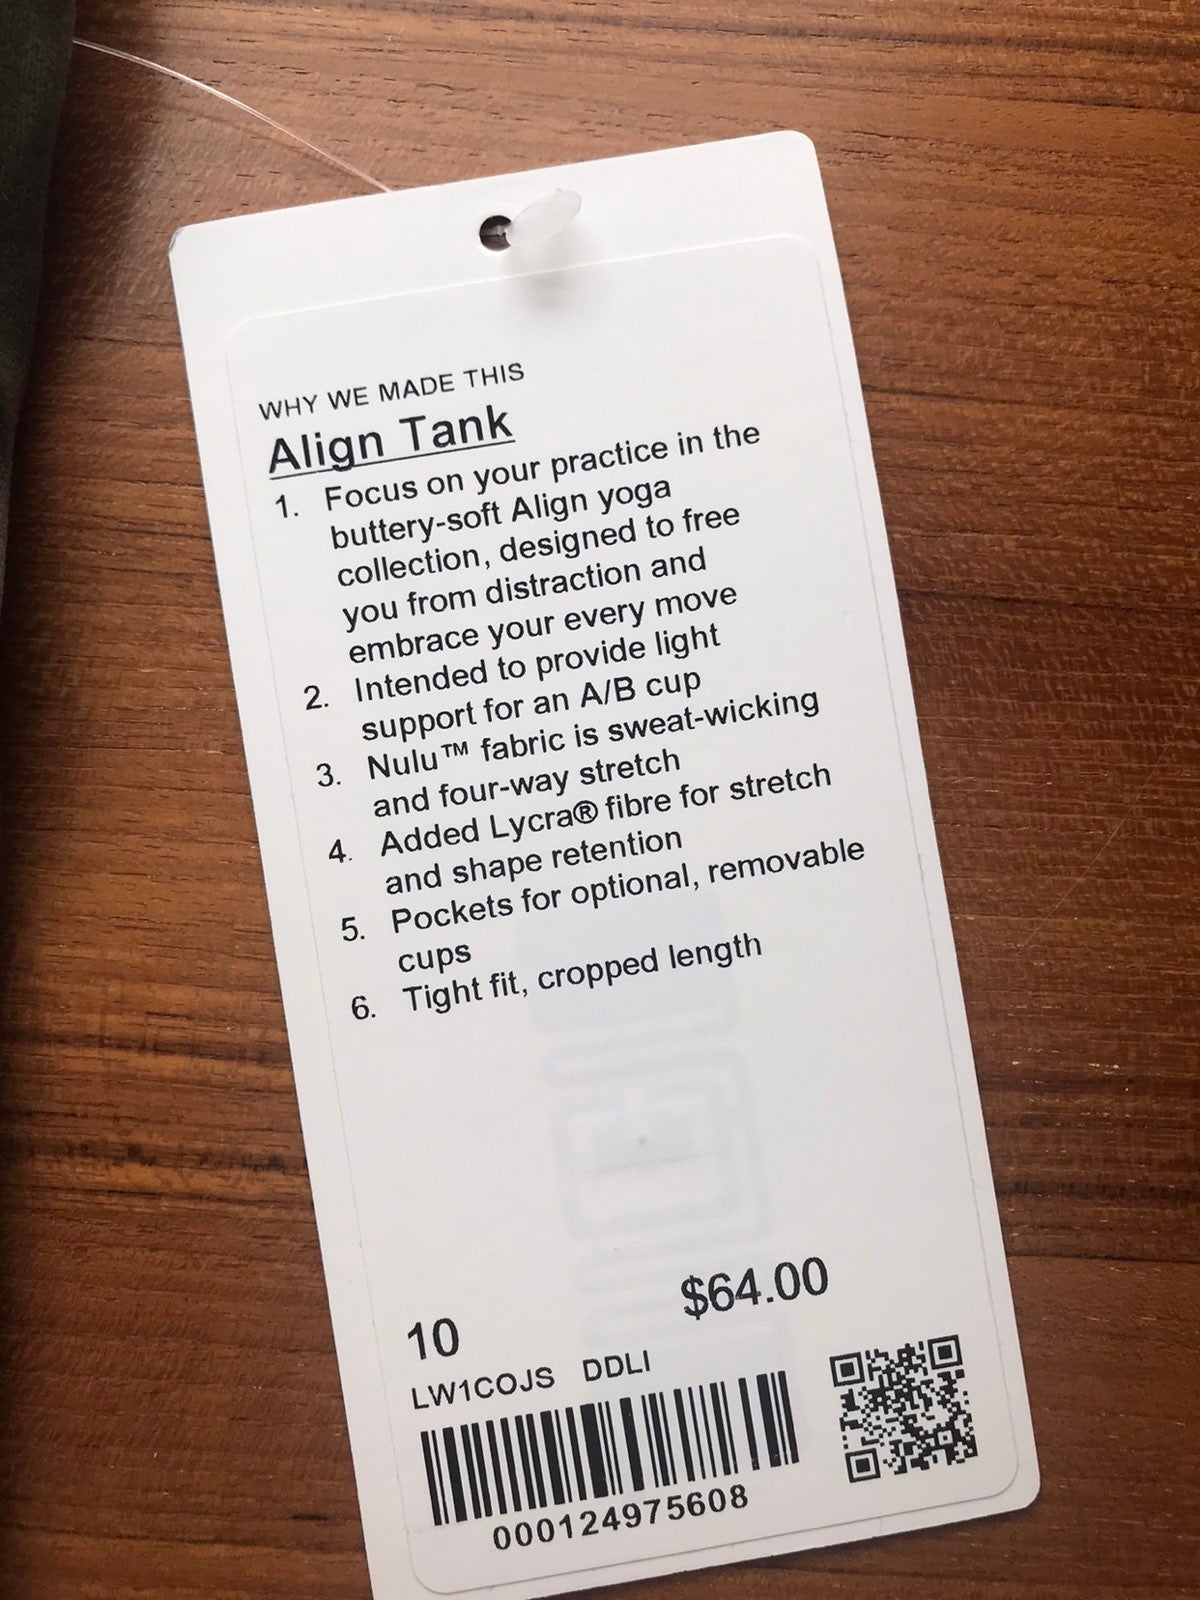 WHY WE MADE THIS
Align Tank
1. Focus on your practice in the
buttery-soft Align yoga
collection, designed to free
you from distraction and
embrace your every move
2. Intended to provide light
support for an A/B cup
3. Nulu™ fabric is sweat-wicking
and four-way stretch
4. Added Lycra® fibre for stretch
and shape retention
5. Pockets for optional, removable
cups
6. Tight fit, cropped length
$64.00
10
LW1COJS DDLI
000124975608